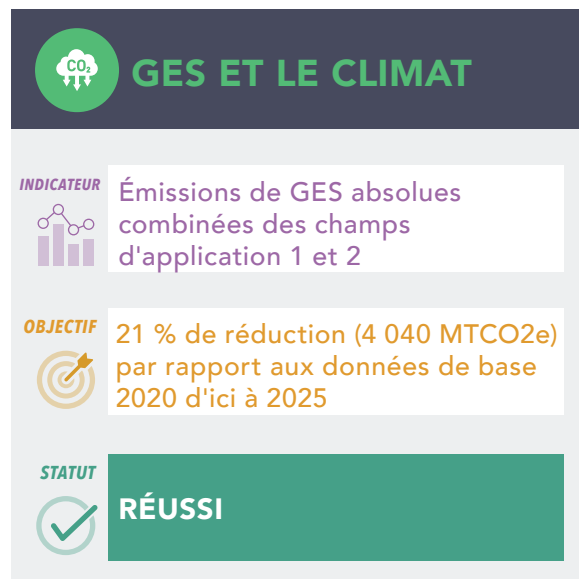 CO₂
GES ET LE CLIMAT
INDICATEUR
Émissions de GES absolues
combinées des champs
d'application 1 et 2
OBJECTIF
21 % de réduction (4 040 MTCO2e)
par rapport aux données de base
2020 d'ici à 2025
STATUT
RÉUSSI